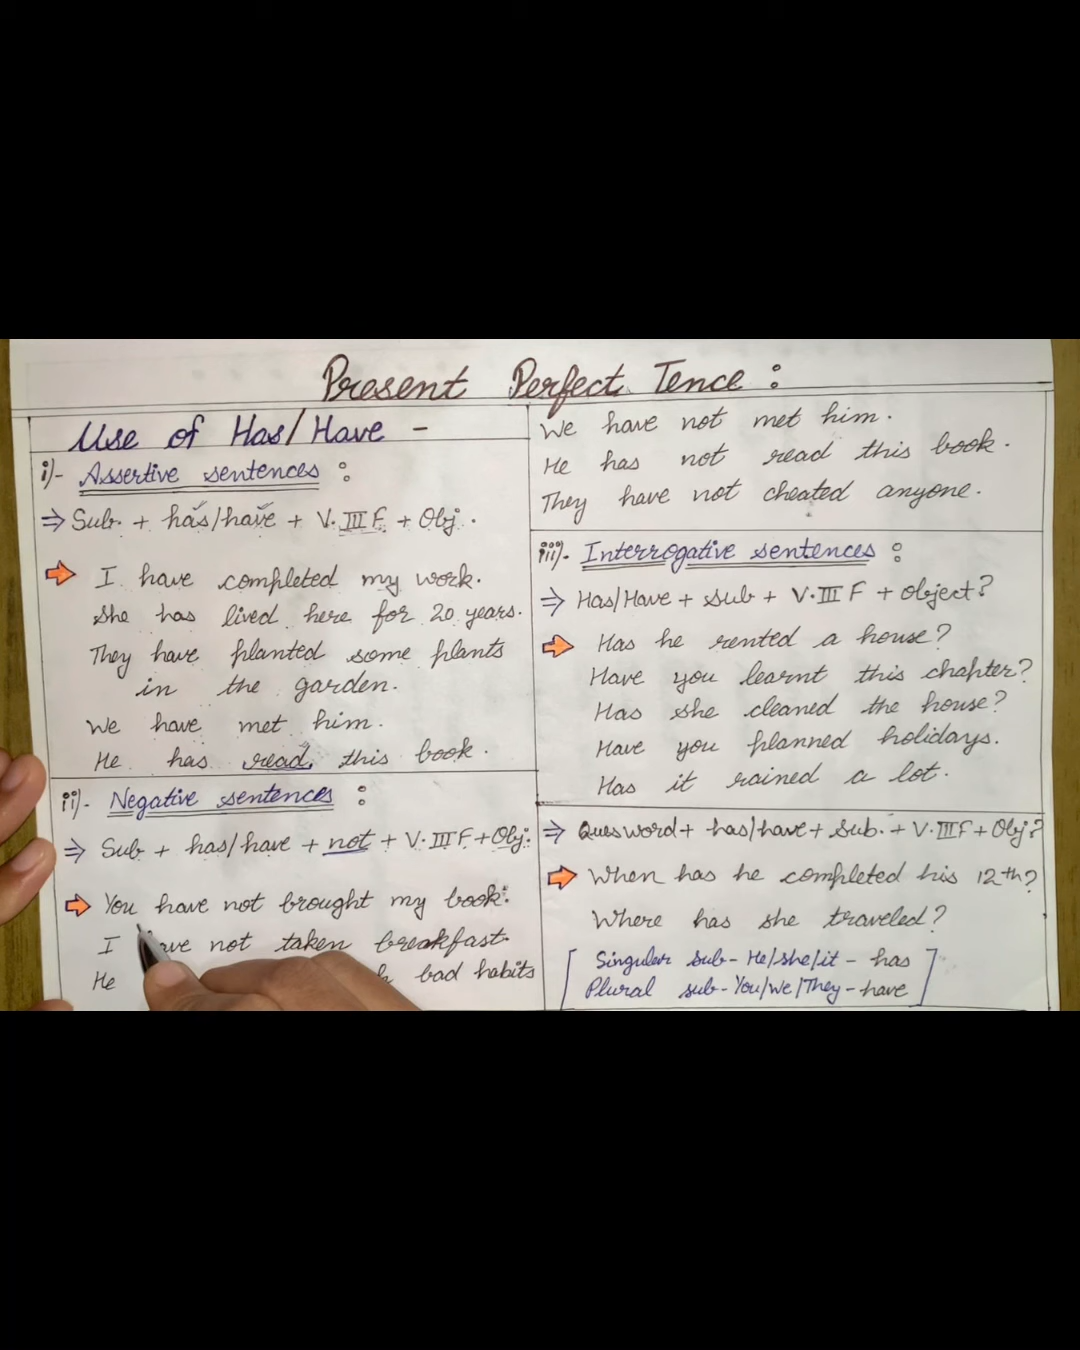 Present Perfect Tence :
Use of Has/Have -
i)- Assertive sentences :
⇒ Sub. + has/have + V.III F. + Obj.
I have completed my work.
She has lived here for 20 years.
They have planted some plants
in the garden.
We have met him.
He has read this book.
ii)- Negative sentences :
⇒ Sub + has/have + not + V.III F. + Obj.
You have not brought my book.
I have not taken breakfast.
He bad habits
We have not met him.
He has not read this book.
They have not cheated anyone.
iii)- Interrogative sentences :
⇒ Has/Have + sub + V.III F + object?
Has he rented a house?
Have you learnt this chapter?
Has she cleaned the house?
Have you planned holidays.
Has it rained a lot.
⇒ Ques word + has/have + sub. + V.III F + Obj?
When has he completed his 12th?
Where has she traveled?
[Singular sub - He/she/it - has]
[Plural sub - You/We/They - have]